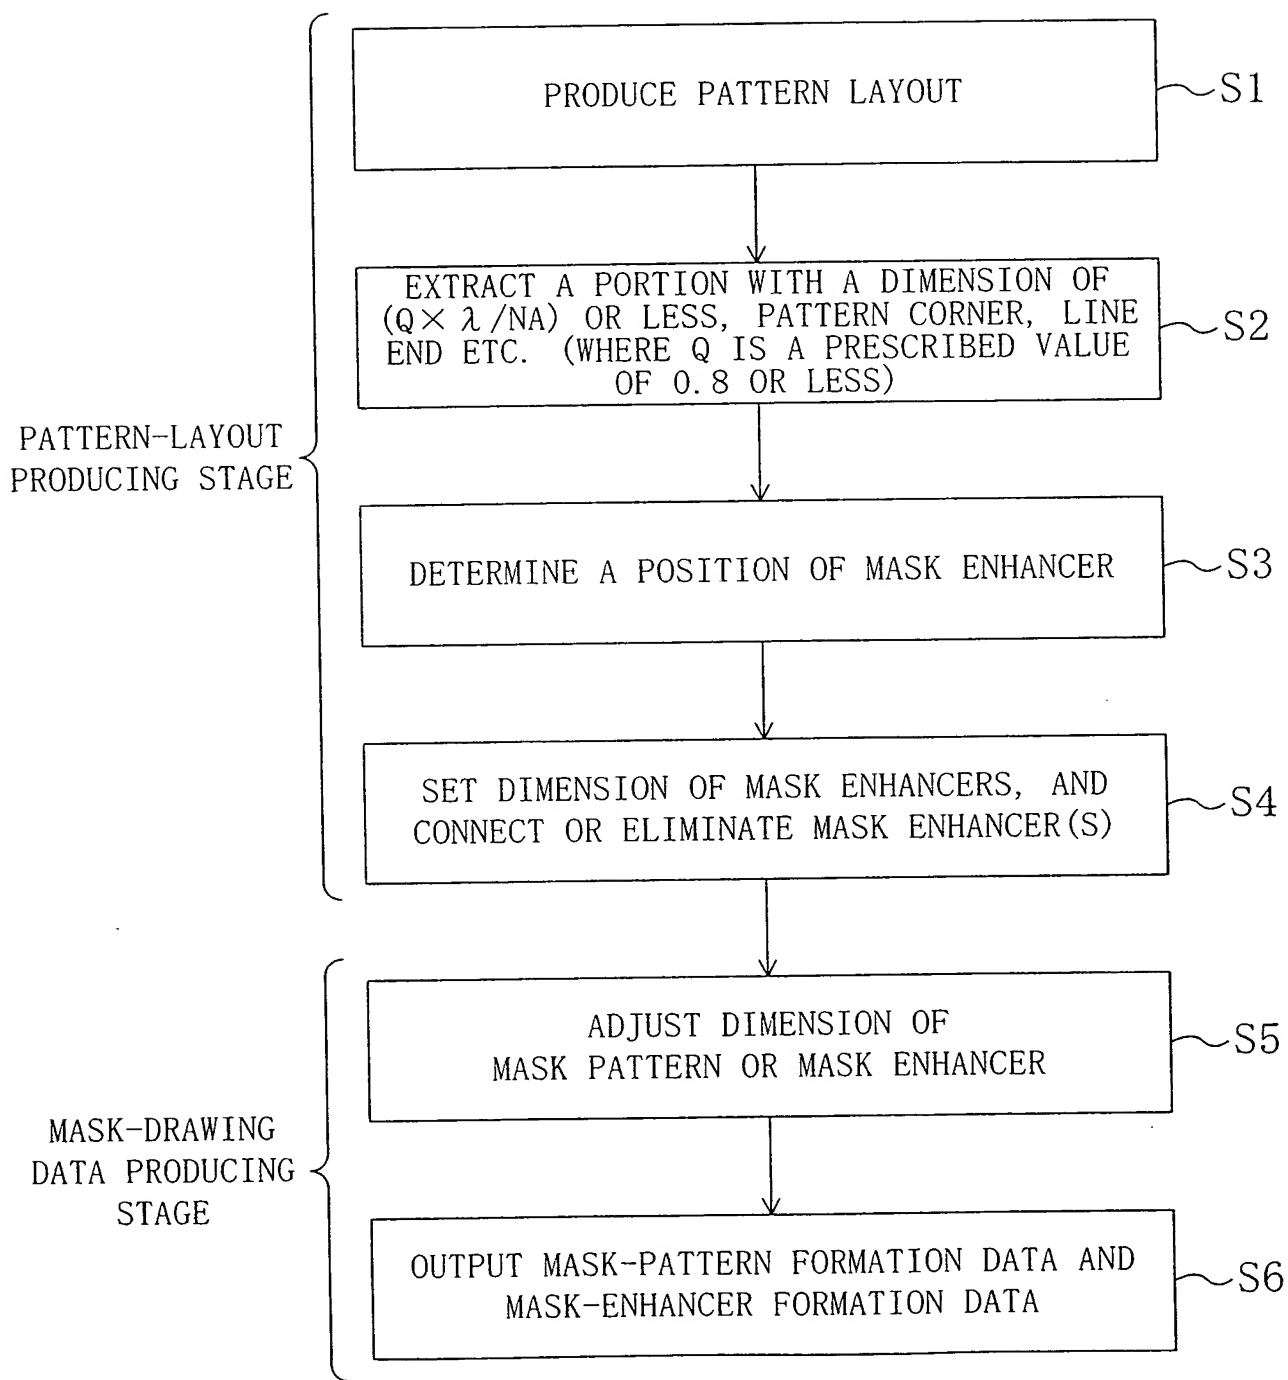 PRODUCE PATTERN LAYOUT
S1
EXTRACT A PORTION WITH A DIMENSION OF
(Q× λ/NA) OR LESS, PATTERN CORNER, LINE
END ETC. (WHERE Q IS A PRESCRIBED VALUE
OF 0.8 OR LESS)
S2
PATTERN-LAYOUT
PRODUCING STAGE
DETERMINE A POSITION OF MASK ENHANCER
S3
SET DIMENSION OF MASK ENHANCERS, AND
CONNECT OR ELIMINATE MASK ENHANCER(S)
S4
ADJUST DIMENSION OF
MASK PATTERN OR MASK ENHANCER
S5
MASK-DRAWING
DATA PRODUCING
STAGE
OUTPUT MASK-PATTERN FORMATION DATA AND
MASK-ENHANCER FORMATION DATA
S6